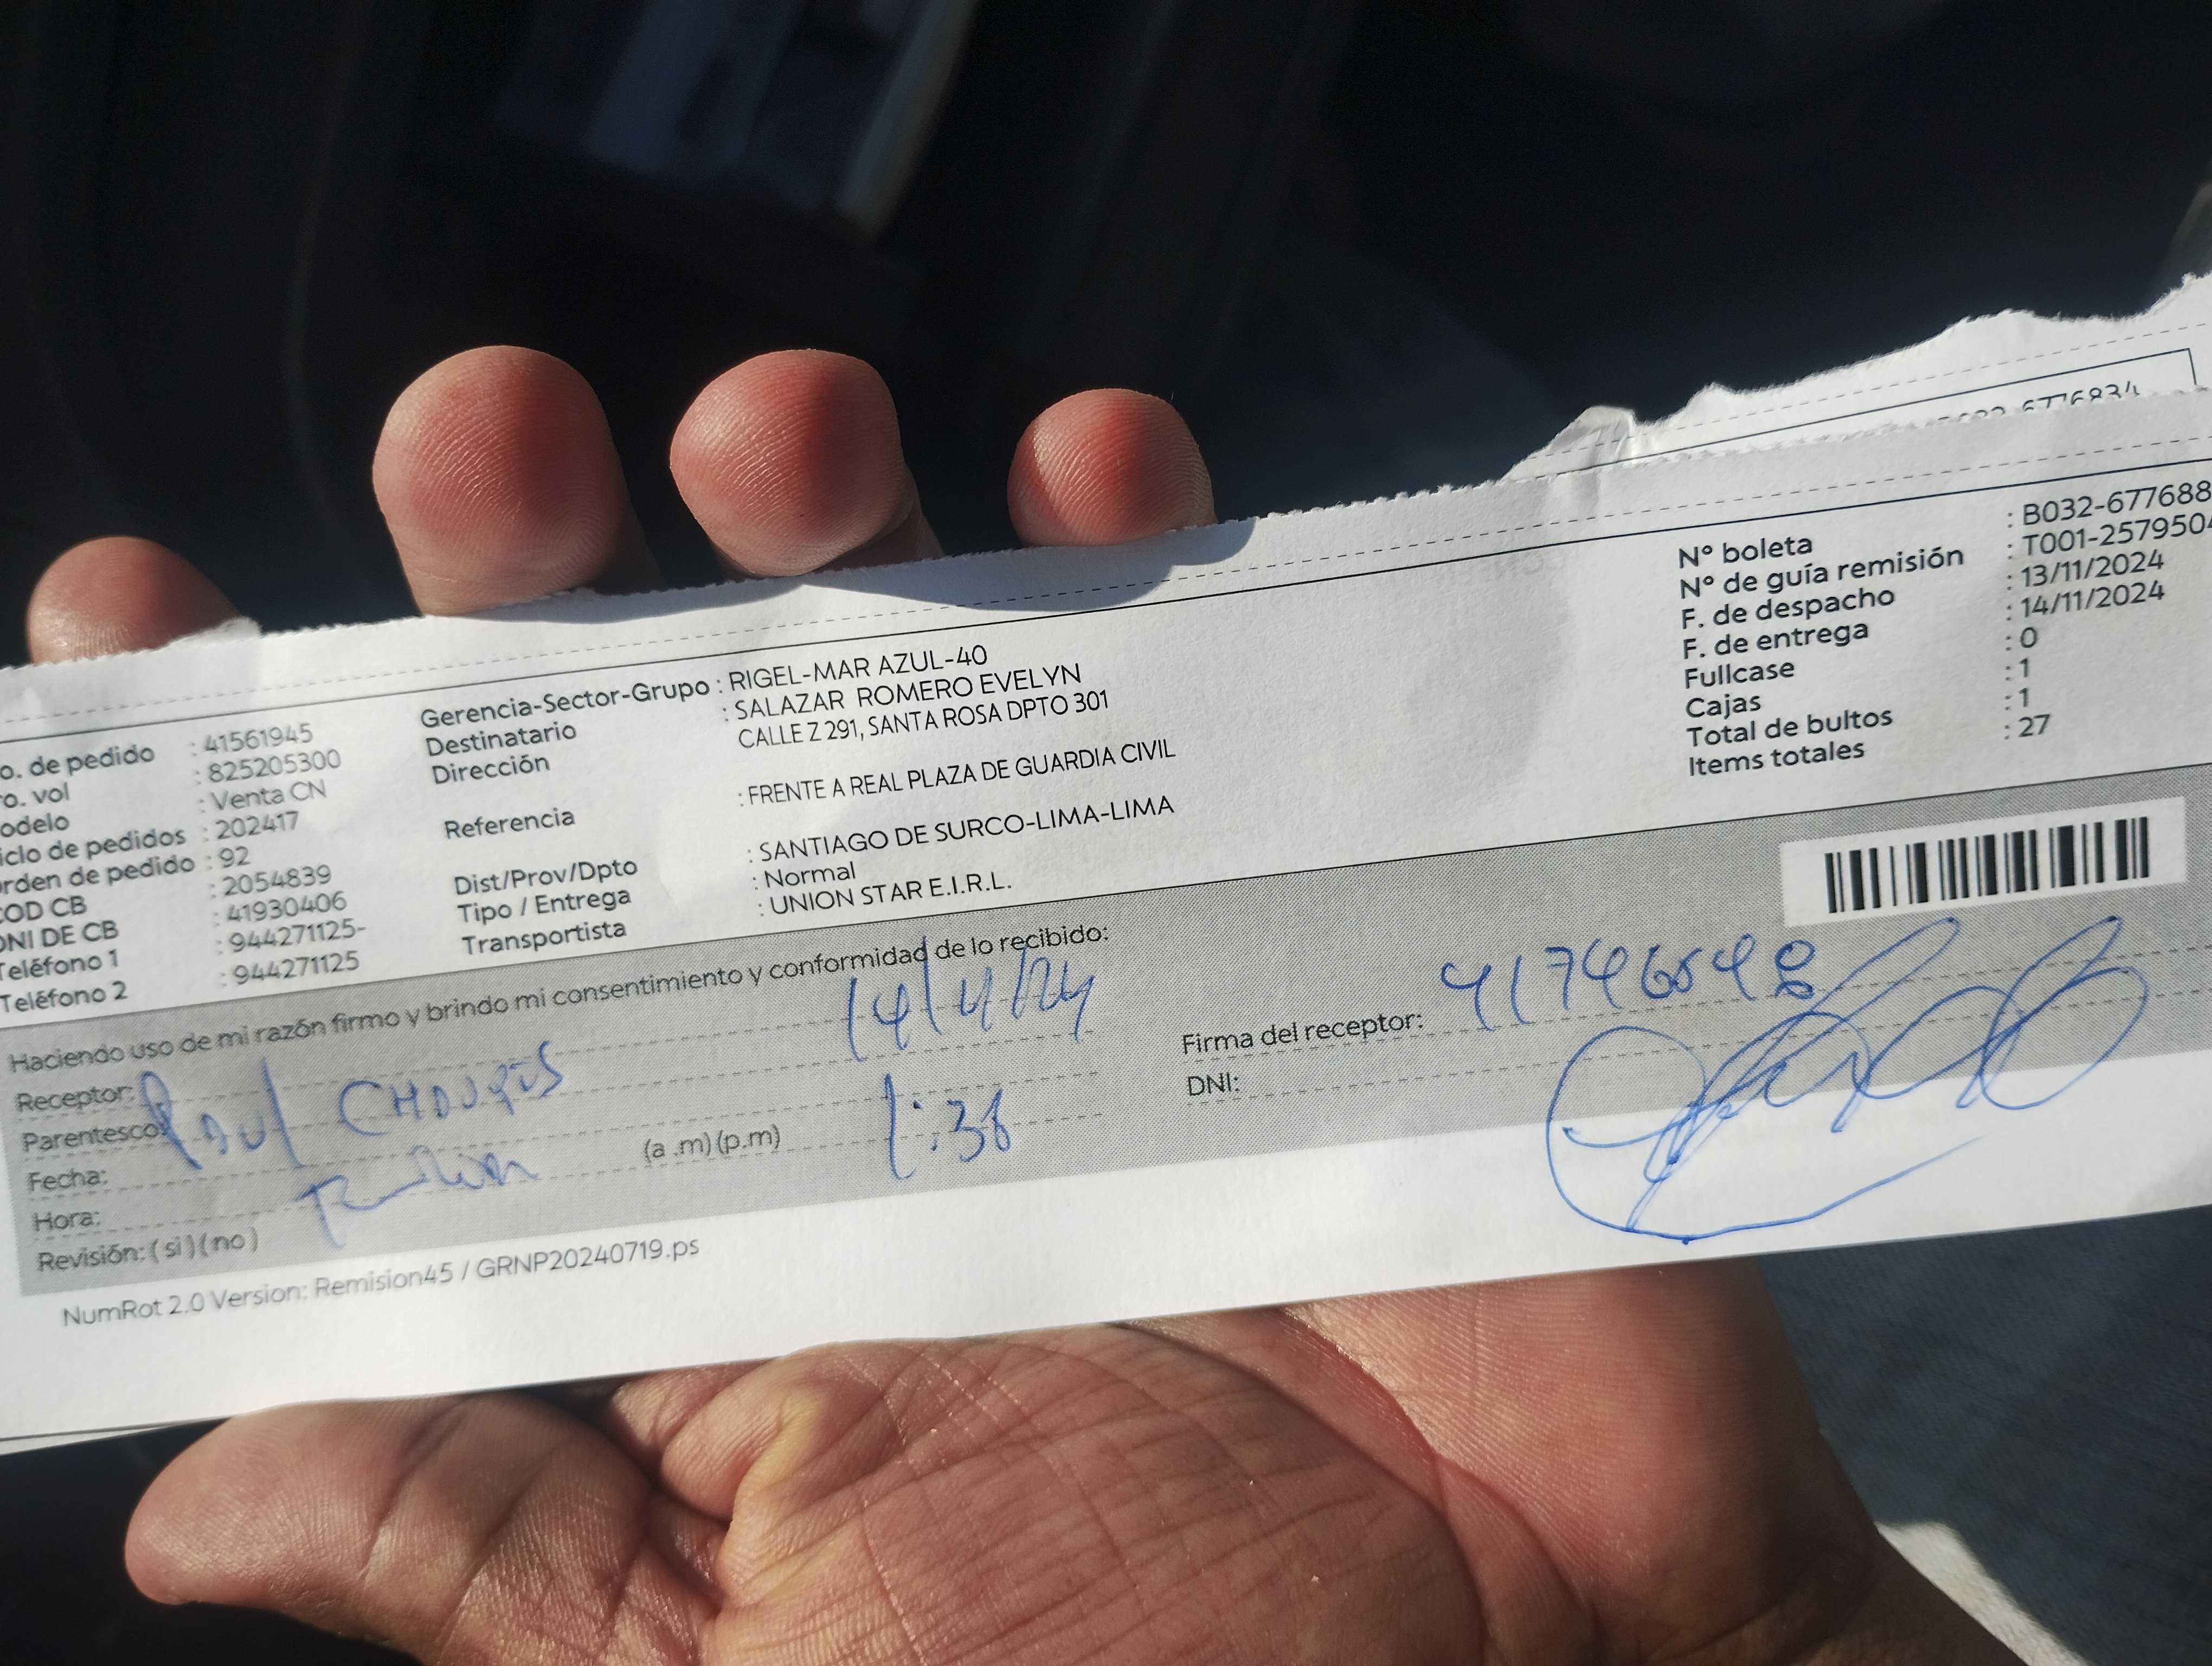 6776834
o. de pedido : 41561945
ro. vol : 825205300
odelo : Venta CN
iclo de pedidos : 202417
rden de pedido : 92
COD CB : 2054839
DNI DE CB : 41930406
Teléfono 1 : 944271125-
Teléfono 2 : 944271125
Gerencia-Sector-Grupo : RIGEL-MAR AZUL-40
Destinatario : SALAZAR ROMERO EVELYN
Dirección CALLE Z 291, SANTA ROSA DPTO 301
Referencia : FRENTE A REAL PLAZA DE GUARDIA CIVIL
Dist/Prov/Dpto : SANTIAGO DE SURCO-LIMA-LIMA
Tipo / Entrega : Normal
Transportista : UNION STAR E.I.R.L.
N° boleta : B032-677688
N° de guía remisión : T001-2579504
F. de despacho : 13/11/2024
F. de entrega : 14/11/2024
Fullcase : 0
Cajas : 1
Total de bultos : 1
Items totales : 27
Haciendo uso de mi razón firmo y brindo mi consentimiento y conformidad de lo recibido:
Receptor:
Parentesco:
Fecha:
Hora: (a .m) (p.m)
Revisión: ( si ) ( no )
14/11/24
1:38
Firma del receptor: 41746548
DNI:
NumRot 2.0 Version: Remision45 / GRNP20240719.ps